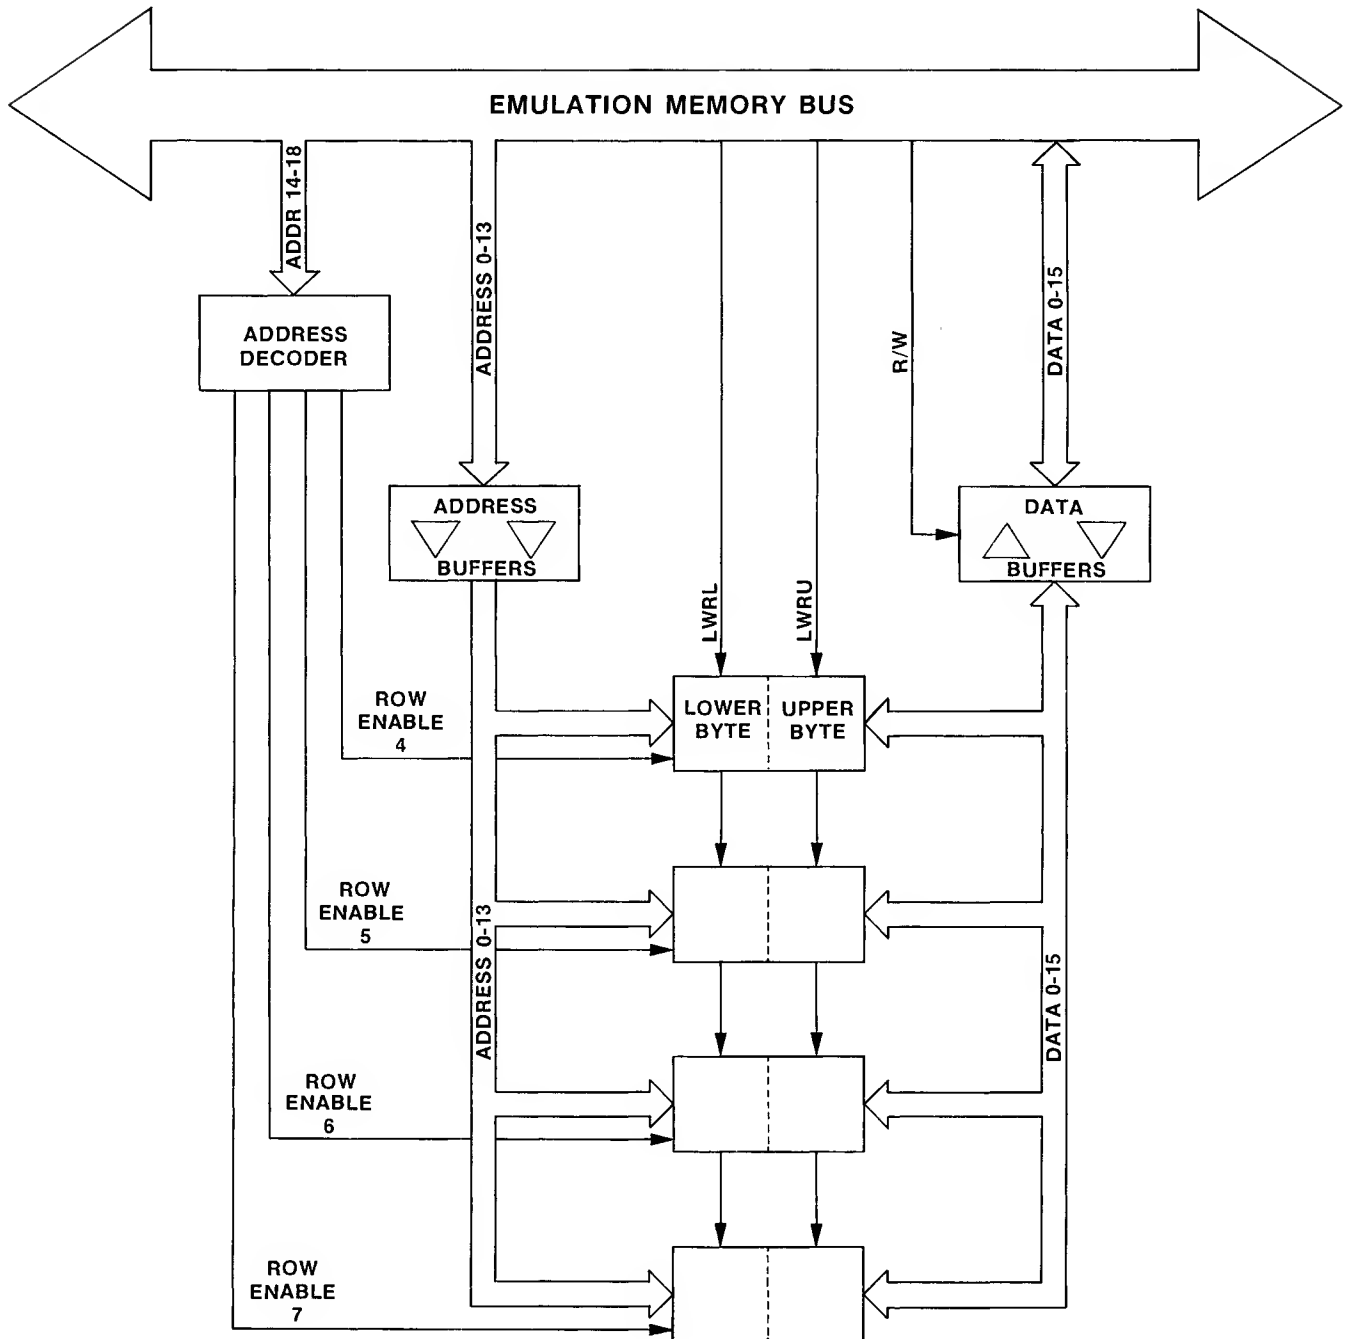 EMULATION MEMORY BUS
ADDR 14-18
ADDRESS 0-13
ADDRESS
DECODER
R/W
DATA 0-15
ADDRESS
BUFFERS
DATA
BUFFERS
LWRL
LWRU
ROW
ENABLE
4
LOWER
BYTE
UPPER
BYTE
ROW
ENABLE
5
ADDRESS 0-13
DATA 0-15
ROW
ENABLE
6
ROW
ENABLE
7